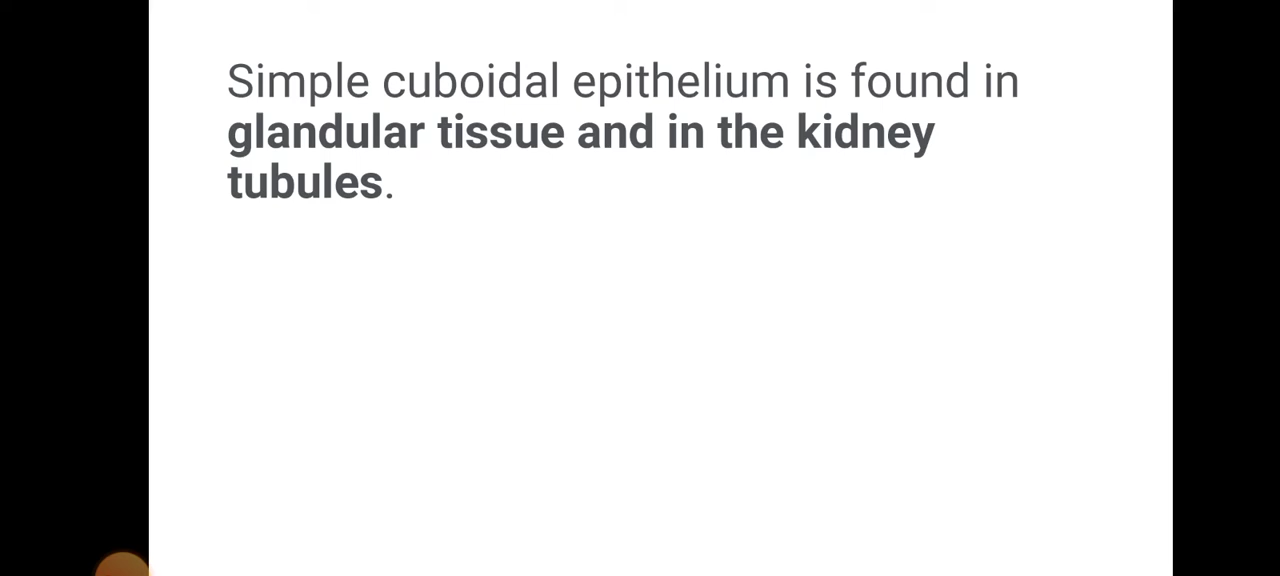 Simple cuboidal epithelium is found in
glandular tissue and in the kidney
tubules.